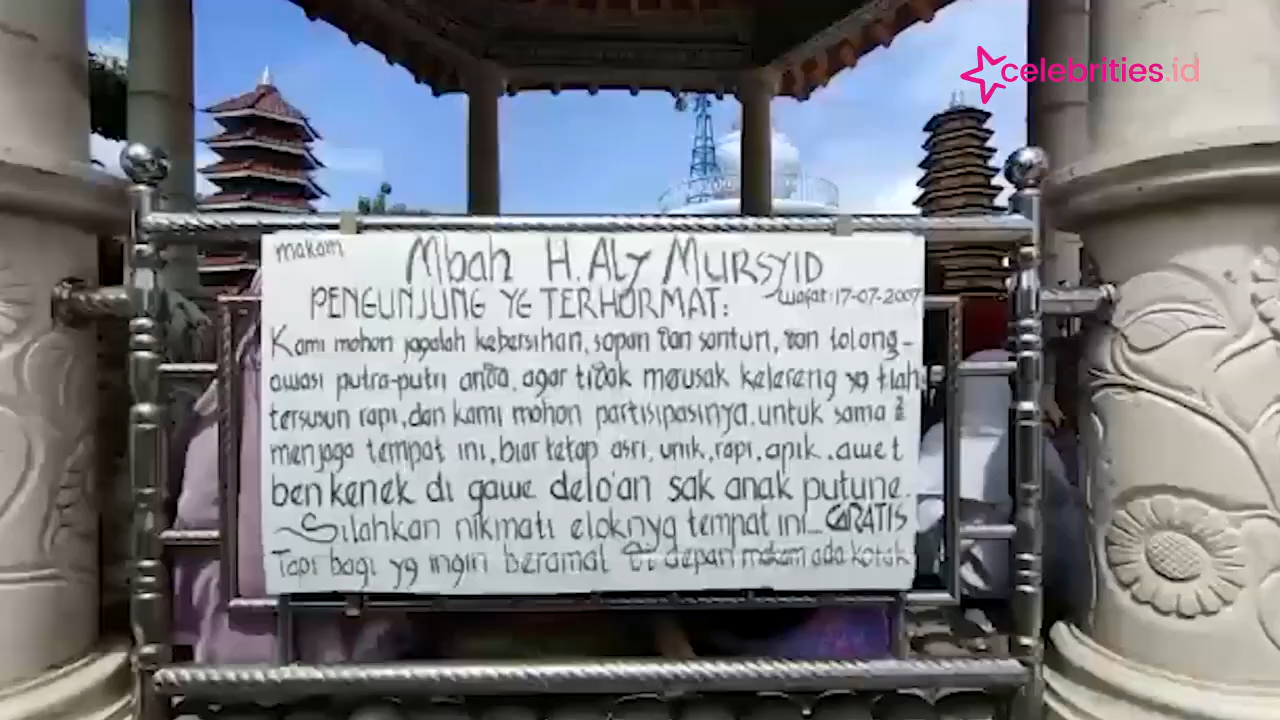 celebrities.id
makam
Mbah H. ALy MURSYID
PENGUNJUNG YG TERHORMAT:
Wafat: 17-07-2007
Kami mohon jagalah kebersihan, sopan dan santun, dan tolong-
awasi putra-putri anda, agar tidak merusak kelereng yg tlah
tersusun rapi, dan kami mohon partisipasinya, untuk sama 2
menjaga tempat ini, biar tetap asri, unik, rapi, apik, awet
ben kenek di gawe delo'an sak anak putune.
Silahkan nikmati eloknya tempat ini_ GRATIS
Tapi bagi yg ingin beramal di depan makam ada kotak